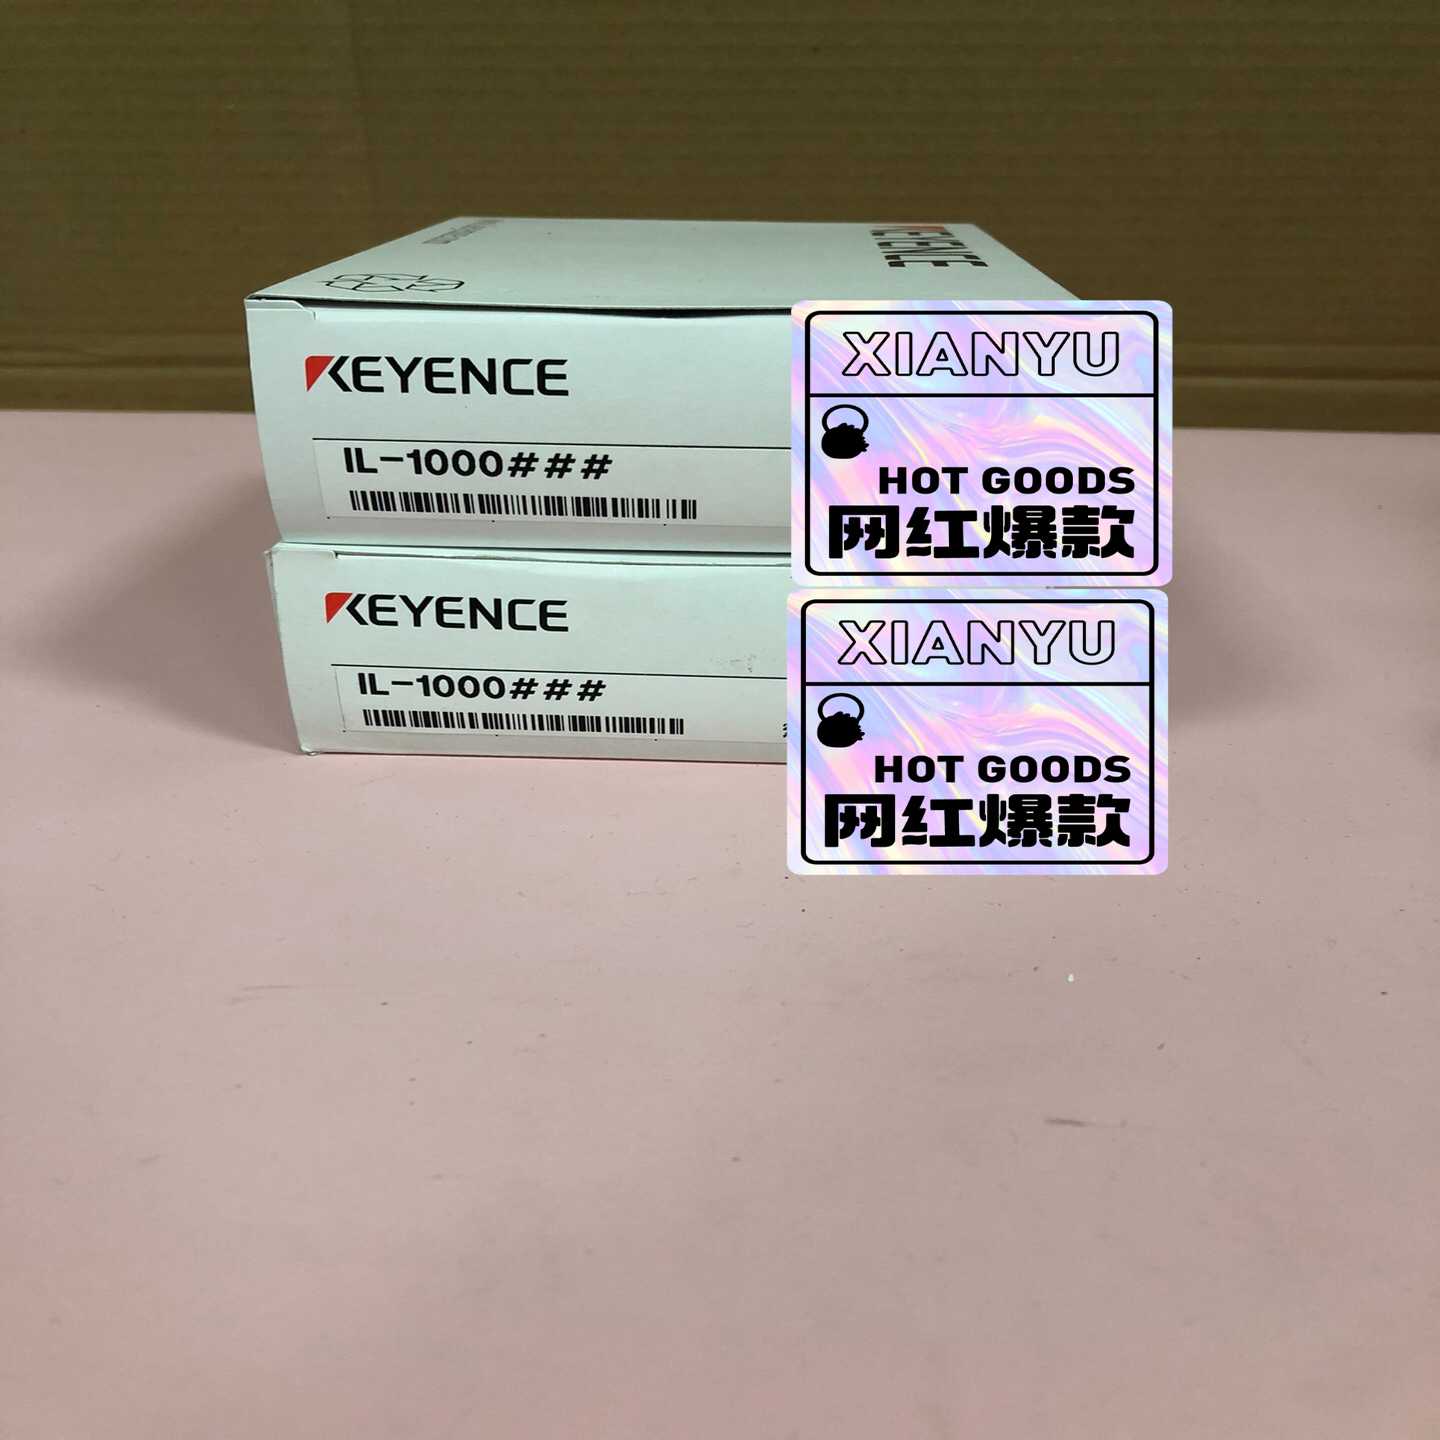 KEYENCE
KEYENCE
IL-1000###
XIANYU
HOT GOODS
网红爆款
KEYENCE
IL-1000###
XIANYU
HOT GOODS
网红爆款